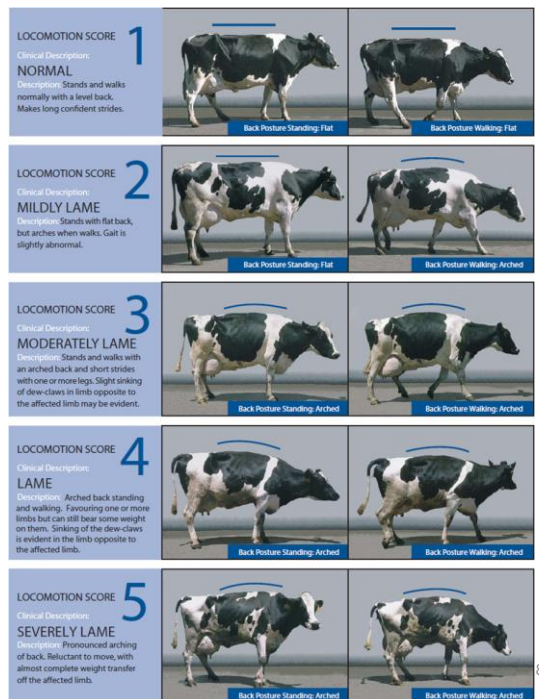 LOCOMOTION SCORE 1
Clinical Description:
NORMAL
Description: Stands and walks
normally with a level back.
Makes long confident strides.
Back Posture Standing: Flat
Back Posture Walking: Flat
LOCOMOTION SCORE 2
Clinical Description:
MILDLY LAME
Description: Stands with flat back,
but arches when walks. Gait is
slightly abnormal.
Back Posture Standing: Flat
Back Posture Walking: Arched
LOCOMOTION SCORE 3
Clinical Description:
MODERATELY LAME
Description: Stands and walks with
an arched back and short strides
with one or more legs. Slight sinking
of dew-claws in limb opposite to
the affected limb may be evident.
Back Posture Standing: Arched
Back Posture Walking: Arched
LOCOMOTION SCORE 4
Clinical Description:
LAME
Description: Arched back standing
and walking. Favouring one or more
limbs but can still bear some weight
on them. Sinking of the dew-claws
is evident in the limb opposite to
the affected limb.
Back Posture Standing: Arched
Back Posture Walking: Arched
LOCOMOTION SCORE 5
Clinical Description:
SEVERELY LAME
Description: Pronounced arching
of back. Reluctant to move, with
almost complete weight transfer
off the affected limb.
Back Posture Standing: Arched
Back Posture Walking: Arched